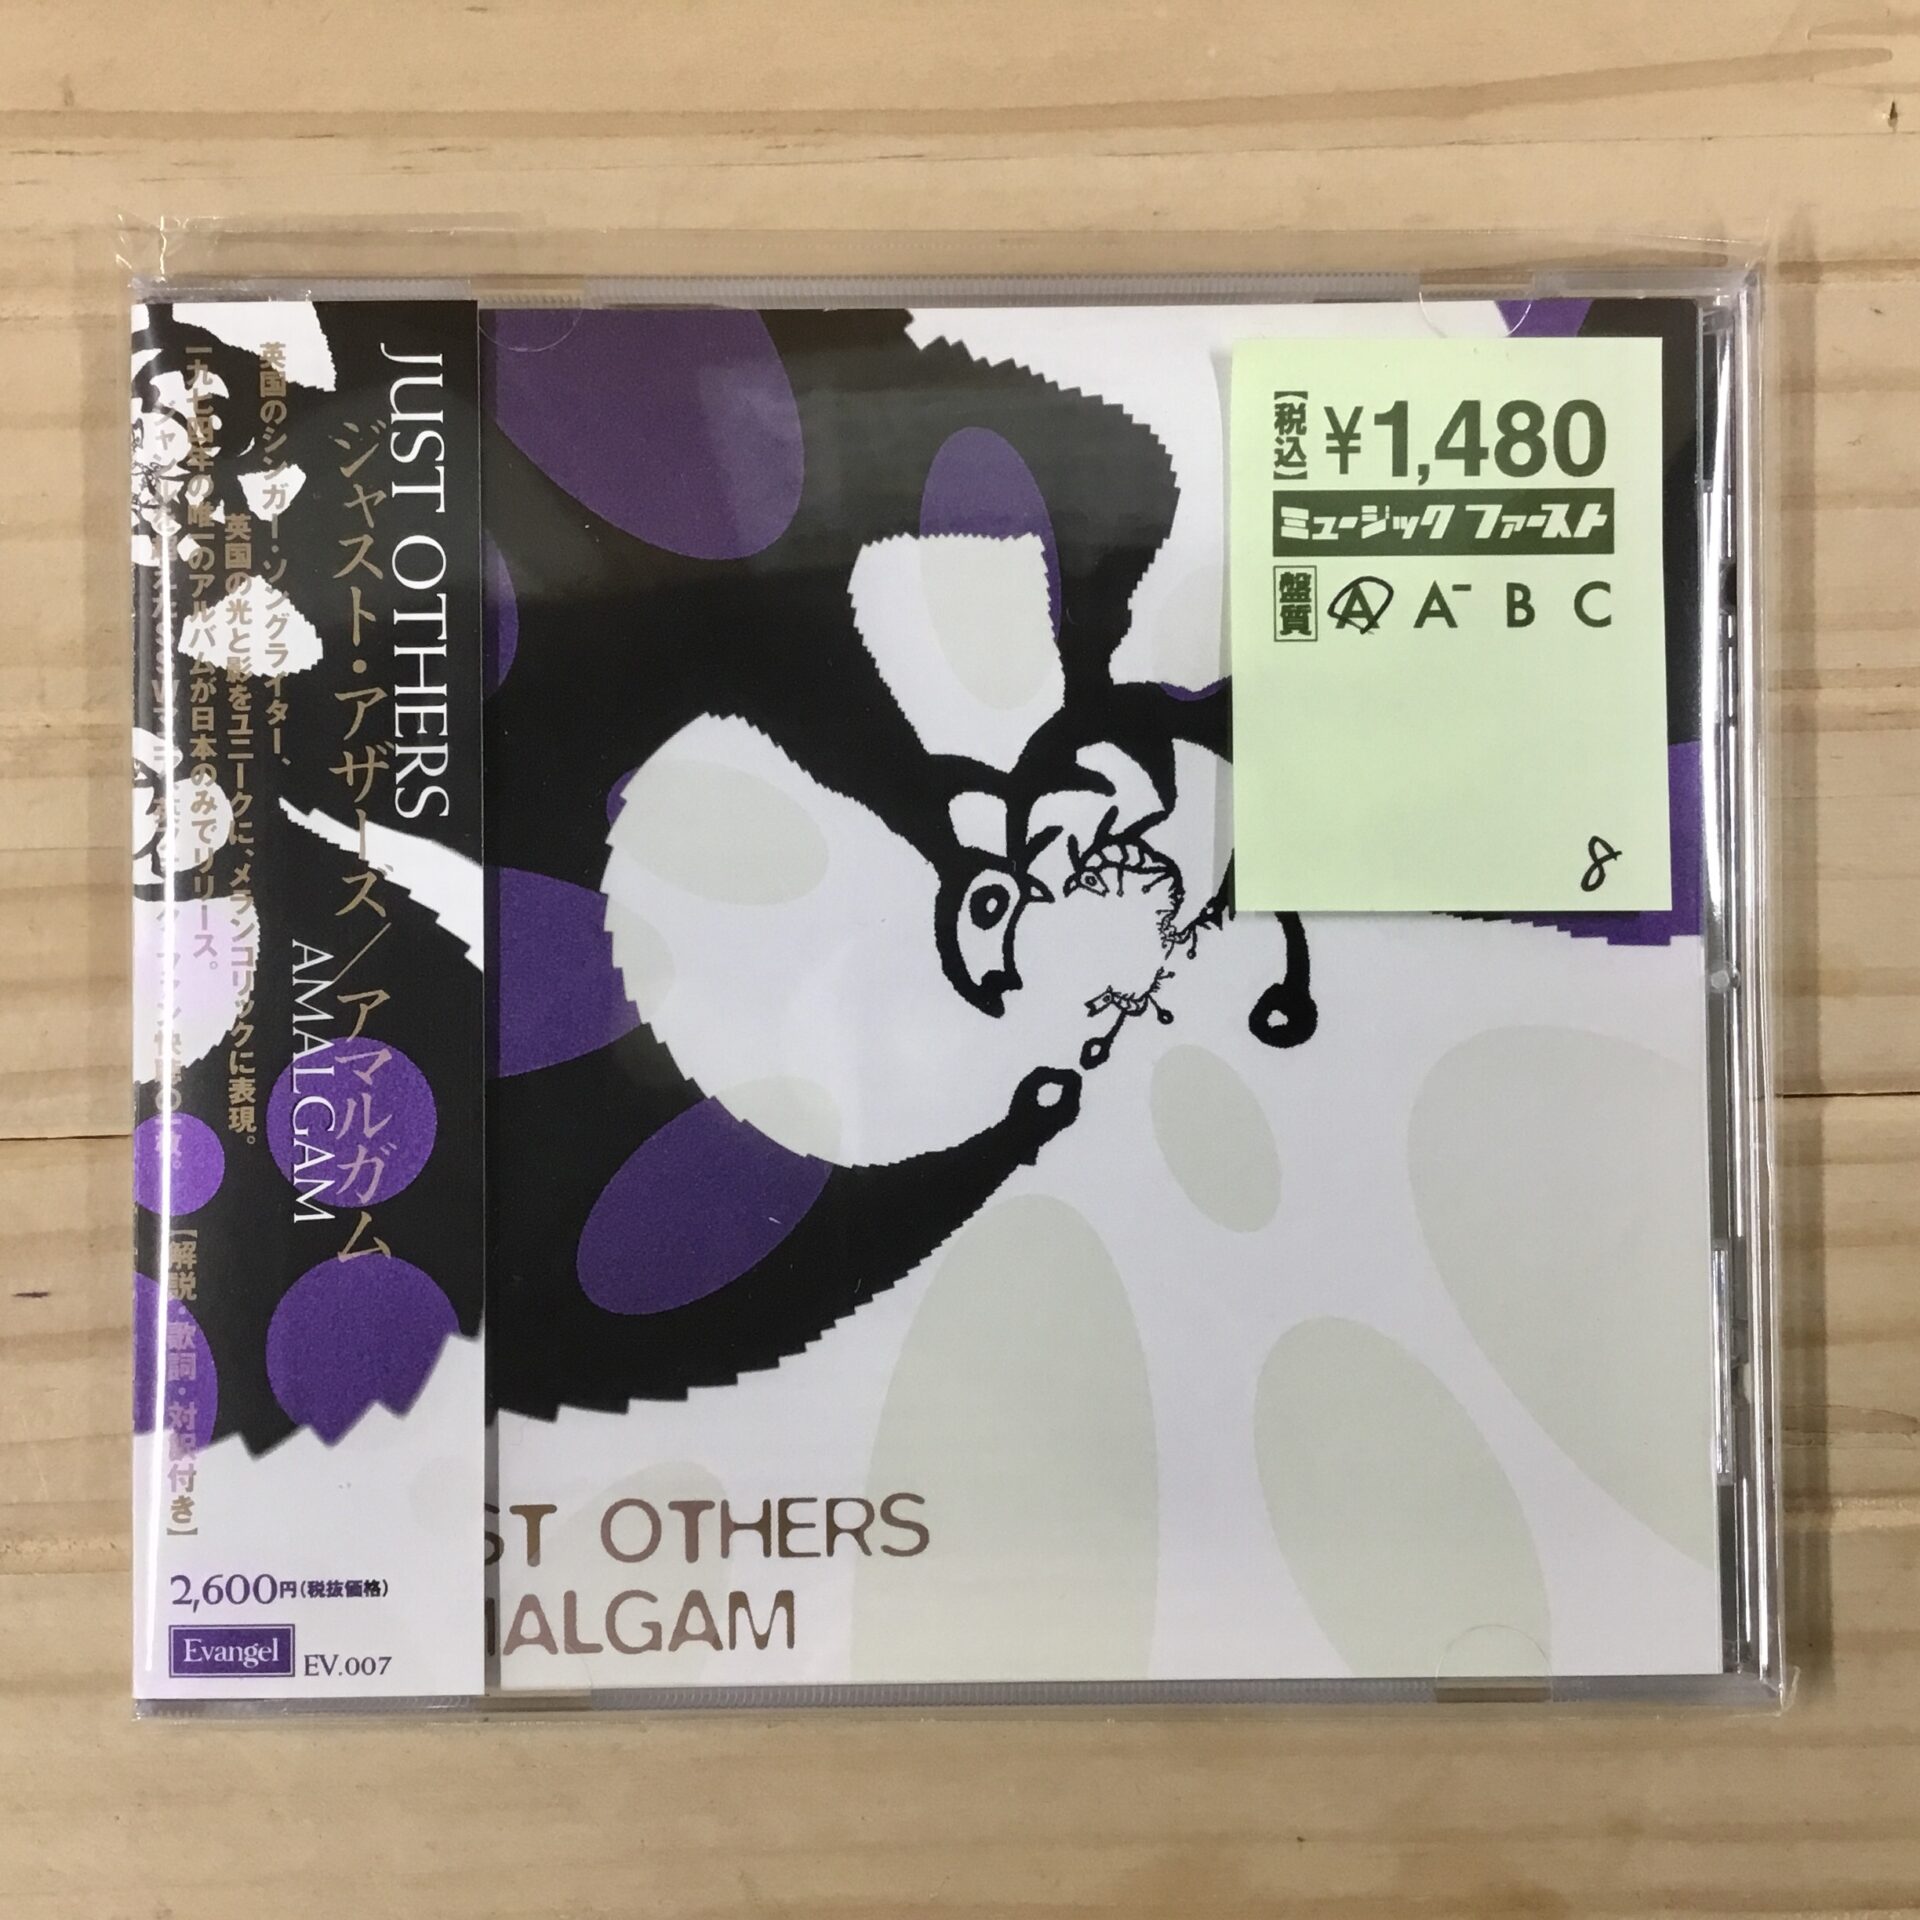 JUST OTHERS
ジャスト・アザーズ/アマルガム
AMALGAM
英国のシンガー・ソングライター、
英国の光と影をユニークに、メランコリックに表現。
一九七四年の唯一のアルバムが日本のみでリリース。
【解説・歌詞・対訳付き】
2,600円(税抜価格)
Evangel
EV.007
ST OTHERS
ALGAM
【税込】 ¥1,480
ミュージック ファースト
盤質 A A⁻ B C
8